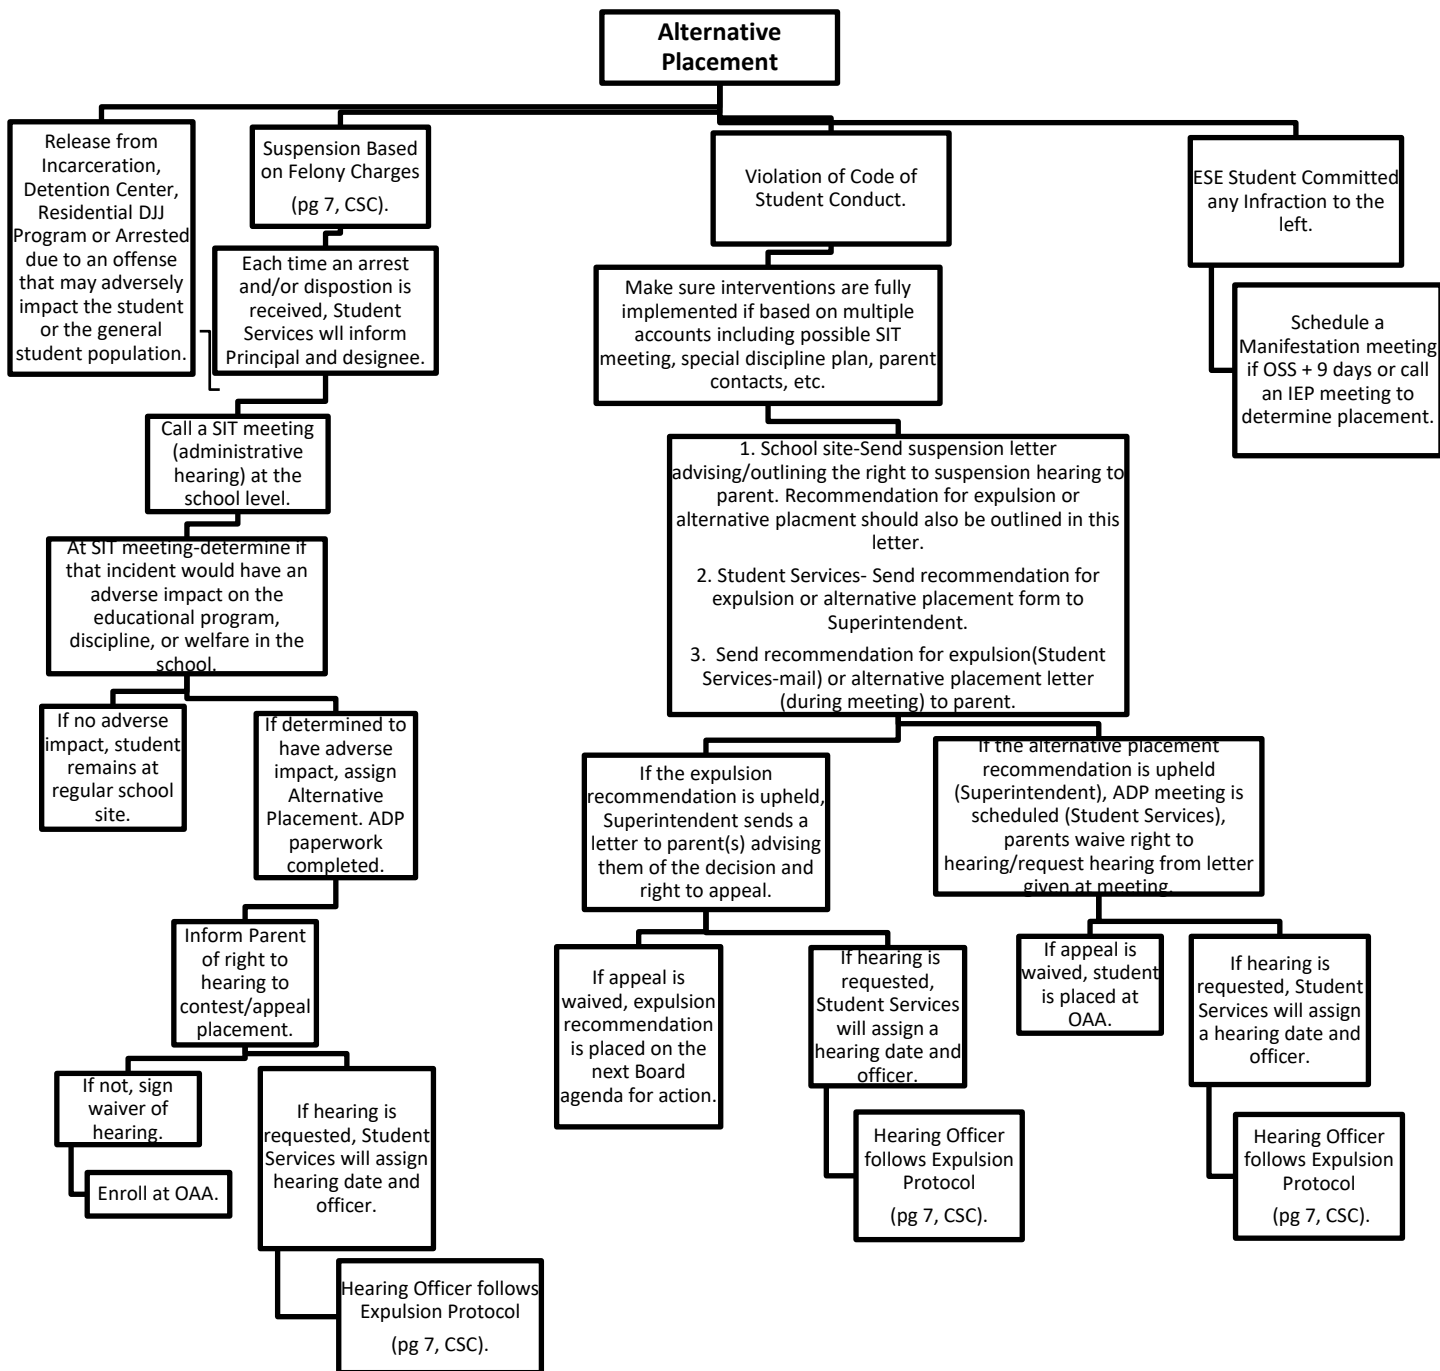 Alternative
Placement
Release from
Incarceration,
Detention Center,
Residential DJJ
Program or Arrested
due to an offense
that may adversely
impact the student
or the general
student population.
Suspension Based
on Felony Charges
(pg 7, CSC).
Each time an arrest
and/or dispostion is
received, Student
Services wll inform
Principal and designee.
Call a SIT meeting
(administrative
hearing) at the
school level.
At SIT meeting-determine if
that incident would have an
adverse impact on the
educational program,
discipline, or welfare in the
school.
If no adverse
impact, student
remains at
regular school
site.
If determined to
have adverse
impact, assign
Alternative
Placement. ADP
paperwork
completed.
Inform Parent
of right to
hearing to
contest/appeal
placement.
If not, sign
waiver of
hearing.
Enroll at OAA.
If hearing is
requested, Student
Services will assign
hearing date and
officer.
Hearing Officer follows
Expulsion Protocol
(pg 7, CSC).
Violation of Code of
Student Conduct.
Make sure interventions are fully
implemented if based on multiple
accounts including possible SIT
meeting, special discipline plan, parent
contacts, etc.
1. School site-Send suspension letter
advising/outlining the right to suspension hearing to
parent. Recommendation for expulsion or
alternative placment should also be outlined in this
letter.
2. Student Services- Send recommendation for
expulsion or alternative placement form to
Superintendent.
3. Send recommendation for expulsion(Student
Services-mail) or alternative placement letter
(during meeting) to parent.
If the expulsion
recommendation is upheld,
Superintendent sends a
letter to parent(s) advising
them of the decision and
right to appeal.
If appeal is
waived, expulsion
recommendation
is placed on the
next Board
agenda for action.
If hearing is
requested,
Student Services
will assign a
hearing date and
officer.
Hearing Officer
follows Expulsion
Protocol
(pg 7, CSC).
If the alternative placement
recommendation is upheld
(Superintendent), ADP meeting is
scheduled (Student Services),
parents waive right to
hearing/request hearing from letter
given at meeting.
If appeal is
waived, student
is placed at
OAA.
If hearing is
requested, Student
Services will assign
a hearing date and
officer.
Hearing Officer
follows Expulsion
Protocol
(pg 7, CSC).
ESE Student Committed
any Infraction to the
left.
Schedule a
Manifestation meeting
if OSS + 9 days or call
an IEP meeting to
determine placement.